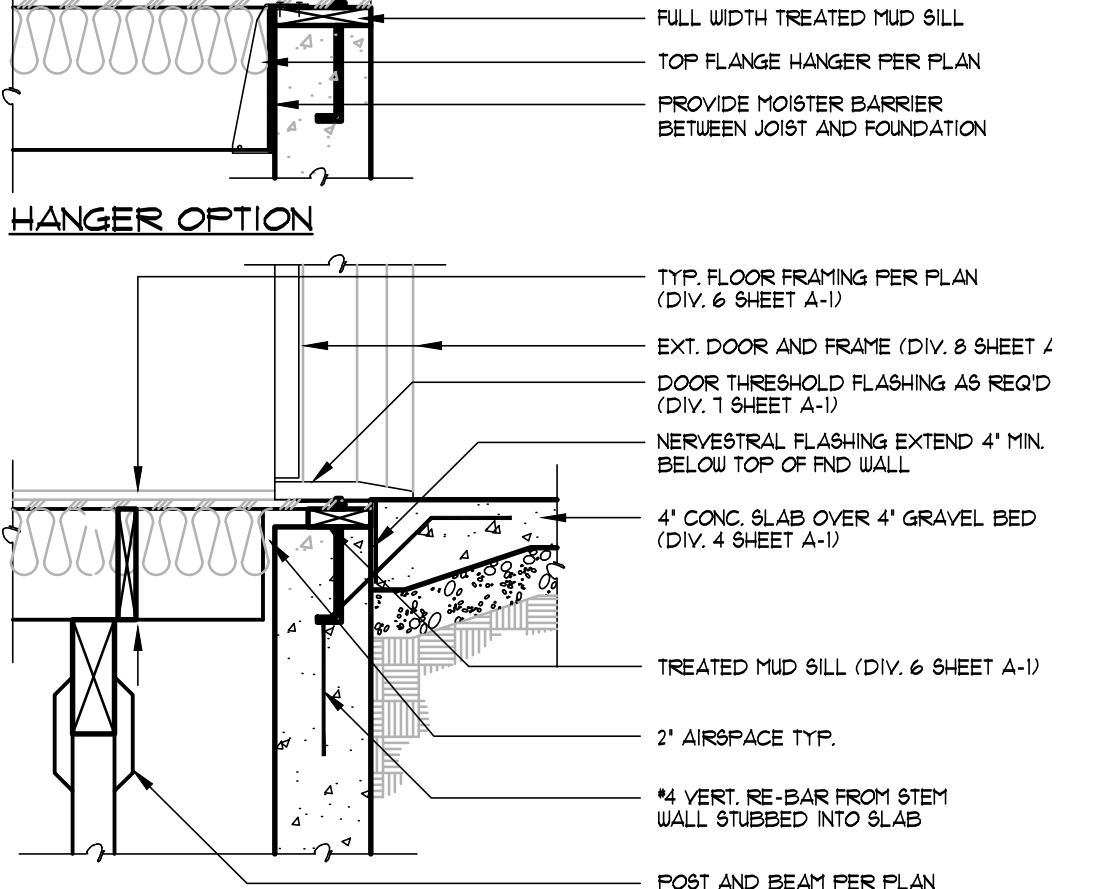 FULL WIDTH TREATED MUD SILL
TOP FLANGE HANGER PER PLAN
PROVIDE MOISTER BARRIER
BETWEEN JOIST AND FOUNDATION
HANGER OPTION
TYP. FLOOR FRAMING PER PLAN
(DIV. 6 SHEET A-1)
EXT. DOOR AND FRAME (DIV. 8 SHEET A
DOOR THRESHOLD FLASHING AS REQ'D
(DIV. 7 SHEET A-1)
NERVESTRAL FLASHING EXTEND 4" MIN.
BELOW TOP OF FND WALL
4" CONC. SLAB OVER 4" GRAVEL BED
(DIV. 4 SHEET A-1)
TREATED MUD SILL (DIV. 6 SHEET A-1)
2" AIRSPACE TYP.
#4 VERT. RE-BAR FROM STEM
WALL STUBBED INTO SLAB
POST AND BEAM PER PLAN